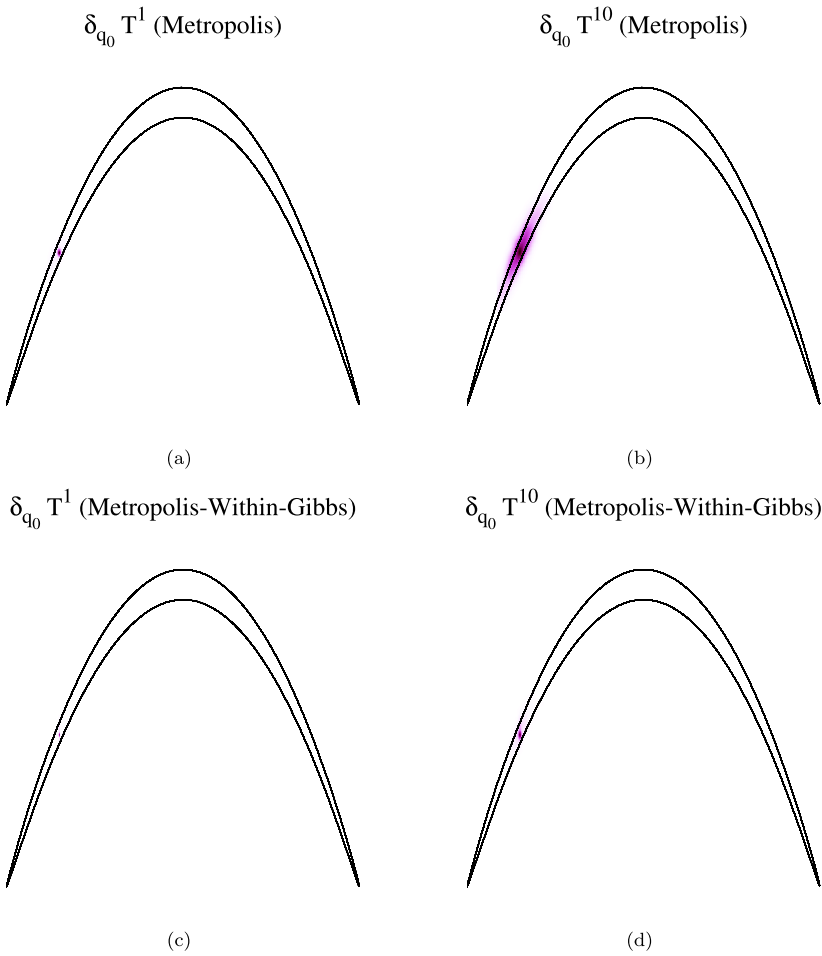 δq₀ T¹ (Metropolis)
δq₀ T¹⁰ (Metropolis)
(a)
(b)
δq₀ T¹ (Metropolis-Within-Gibbs)
δq₀ T¹⁰ (Metropolis-Within-Gibbs)
(c)
(d)